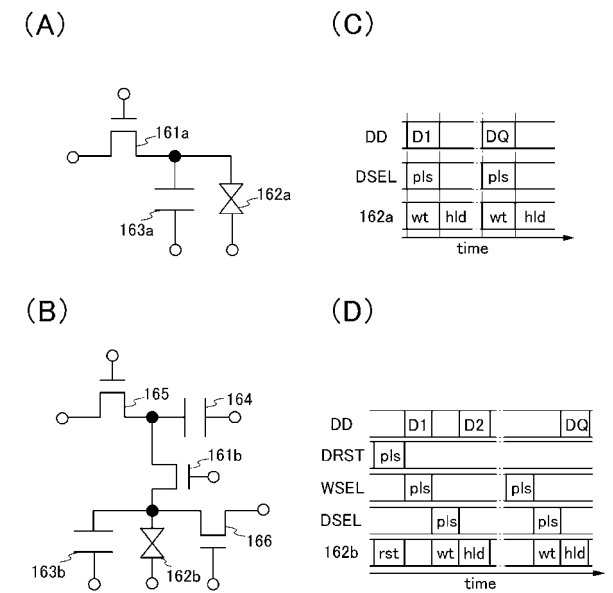 (A)
161a
162a
163a
(C)
DD D1 DQ
DSEL pls pls
162a wt hld wt hld
time
(B)
165
164
161b
166
163b
162b
(D)
DD D1 D2 DQ
DRST pls
WSEL pls pls
DSEL pls pls
162b rst wt hld wt hld
time